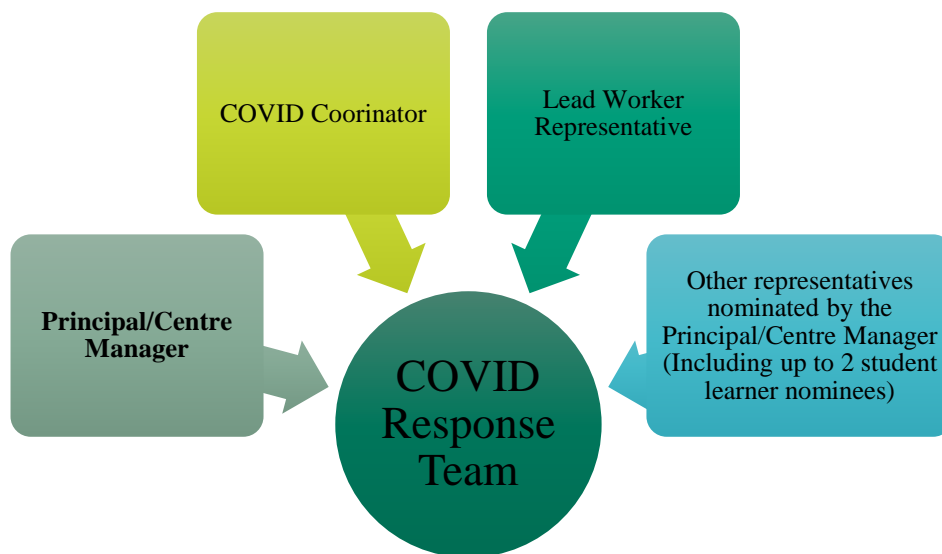 COVID Coorinator
Lead Worker
Representative
Principal/Centre
Manager
Other representatives
nominated by the
Principal/Centre Manager
(Including up to 2 student
learner nominees)
COVID
Response
Team